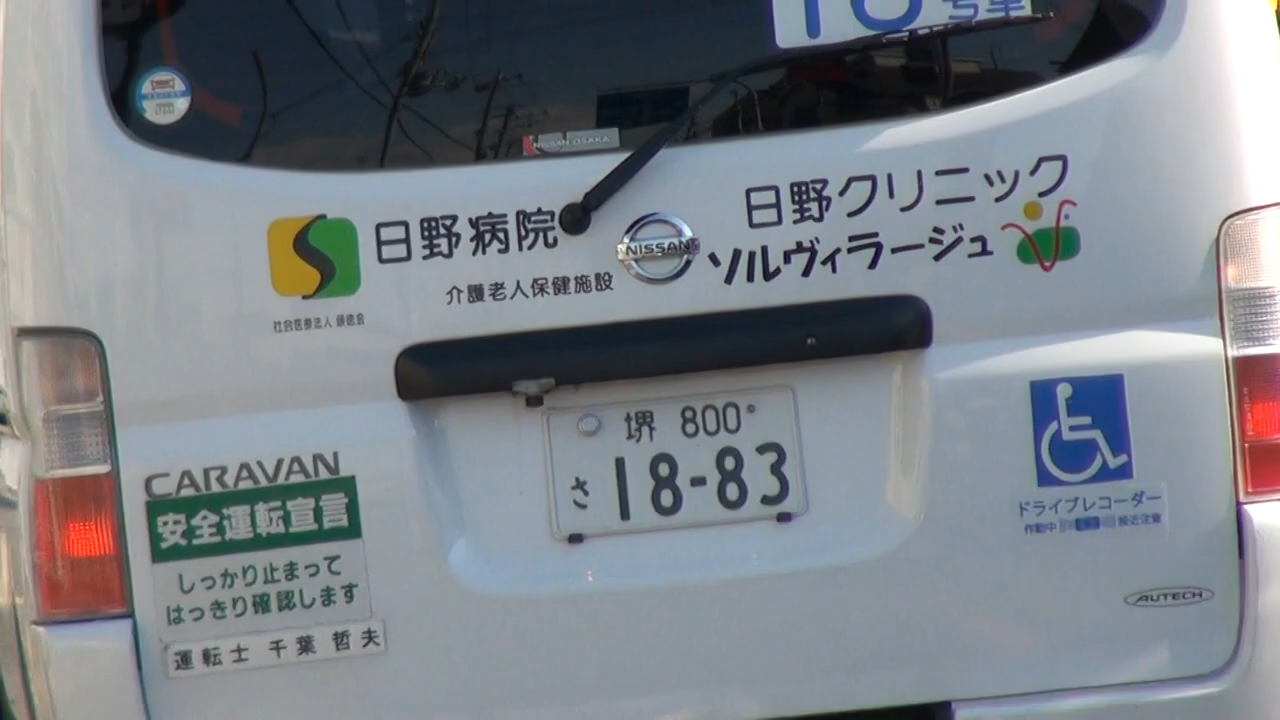 号車
NISSAN OSAKA
日野病院
日野クリニック
NISSAN
ソルヴィラージュ
介護老人保健施設
社会医療法人 頌徳会
堺 800
さ 18-83
CARAVAN
安全運転宣言
しっかり止まって
はっきり確認します
運転士 千葉 哲夫
ドライブレコーダー
作動中 接近注意
AUTECH